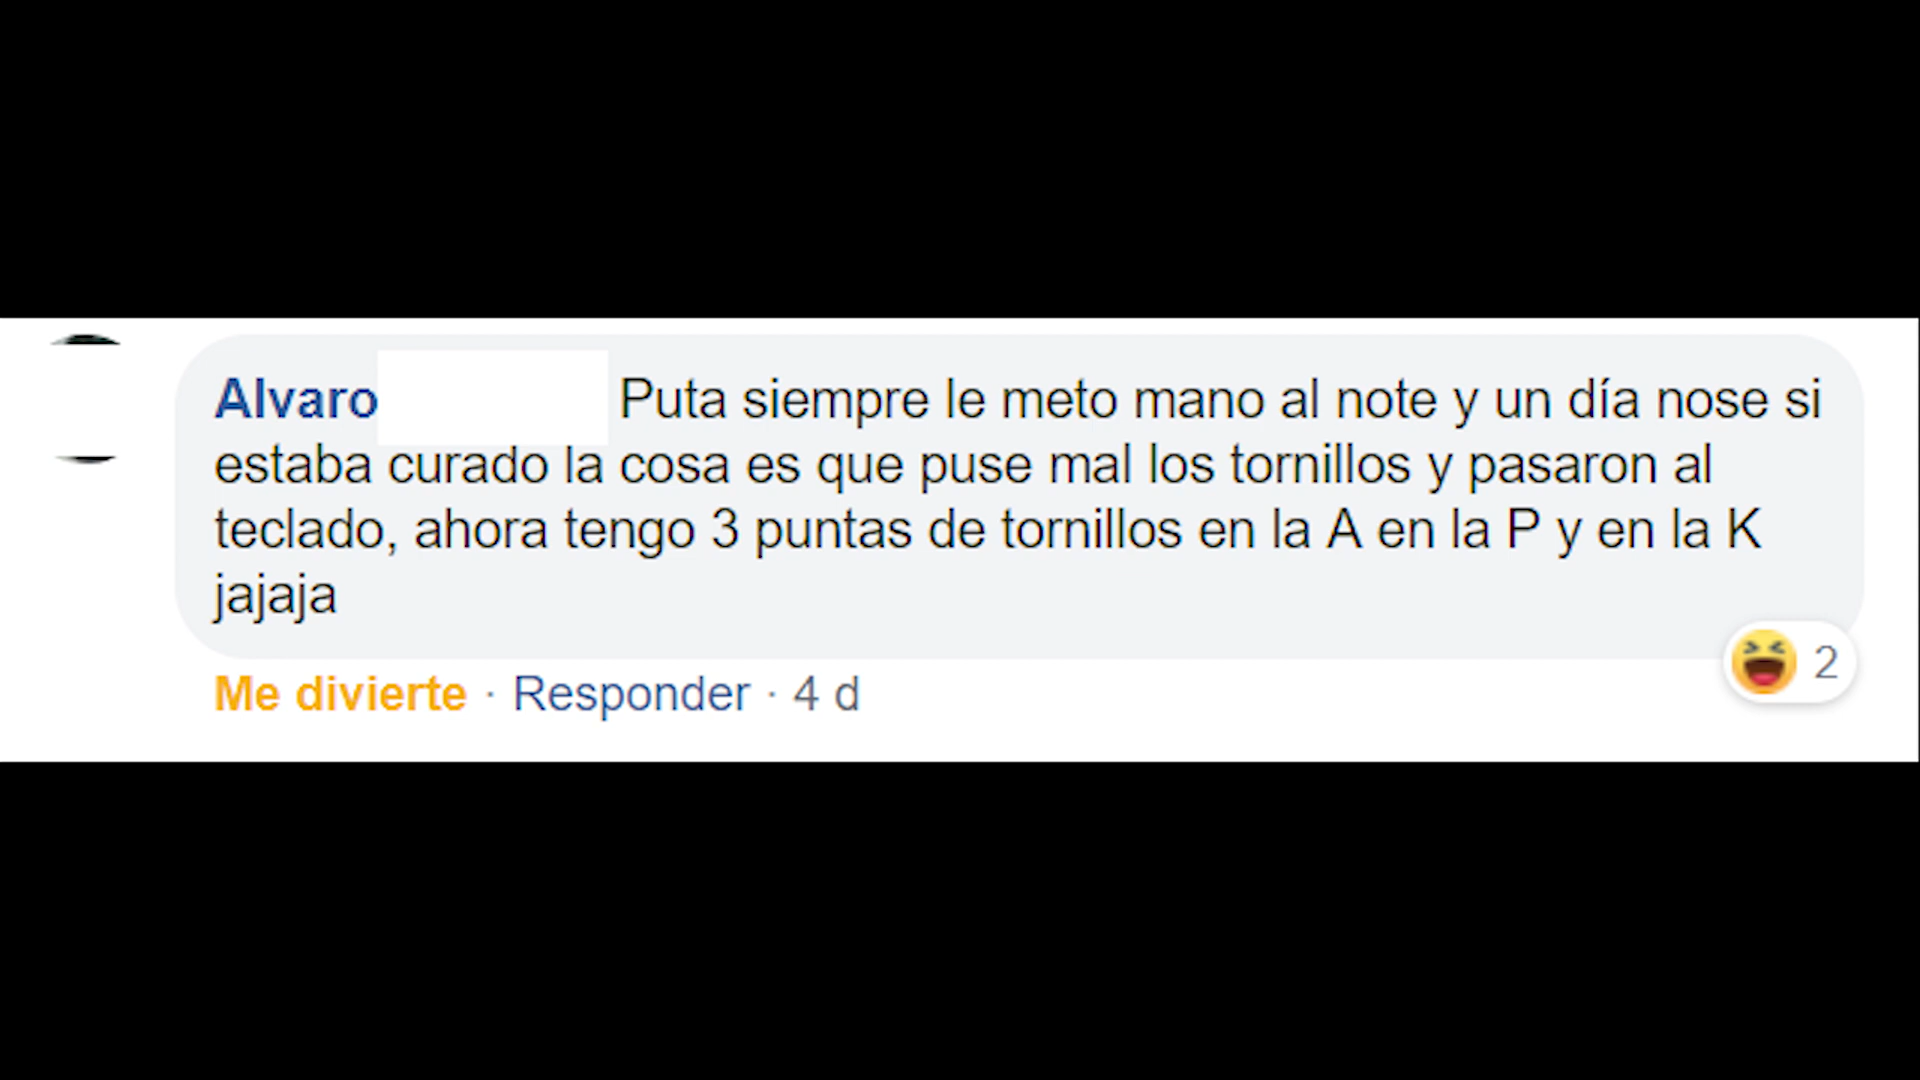 Alvaro Puta siempre le meto mano al note y un día nose si
estaba curado la cosa es que puse mal los tornillos y pasaron al
teclado, ahora tengo 3 puntas de tornillos en la A en la P y en la K
jajaja
2
Me divierte · Responder · 4 d